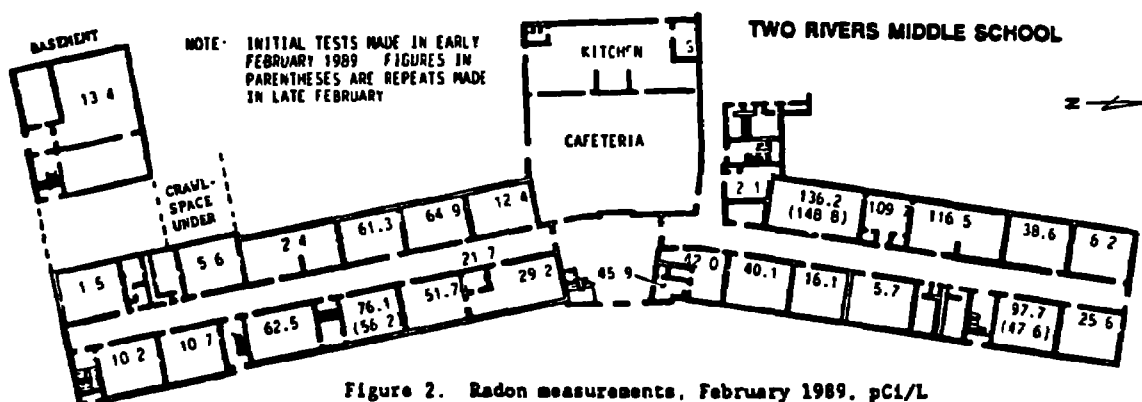 TWO RIVERS MIDDLE SCHOOL
BASEMENT
NOTE· INITIAL TESTS MADE IN EARLY
FEBRUARY 1989 FIGURES IN
PARENTHESES ARE REPEATS MADE
IN LATE FEBRUARY
KITCHEN
S
CAFETERIA
N
13 4
CRAWL-
SPACE
UNDER
1 5
5 6
2 4
61.3
64 9
12 4
21 7
10 2
10 7
62.5
76.1
(56 2)
51.7
29 2
45 9
2 1
136.2
(148 8)
116 5
38.6
6 2
42 0
40.1
16.1
5.7
97.7
(47 6)
25 6
Figure 2. Radon measurements, February 1989. pCi/L